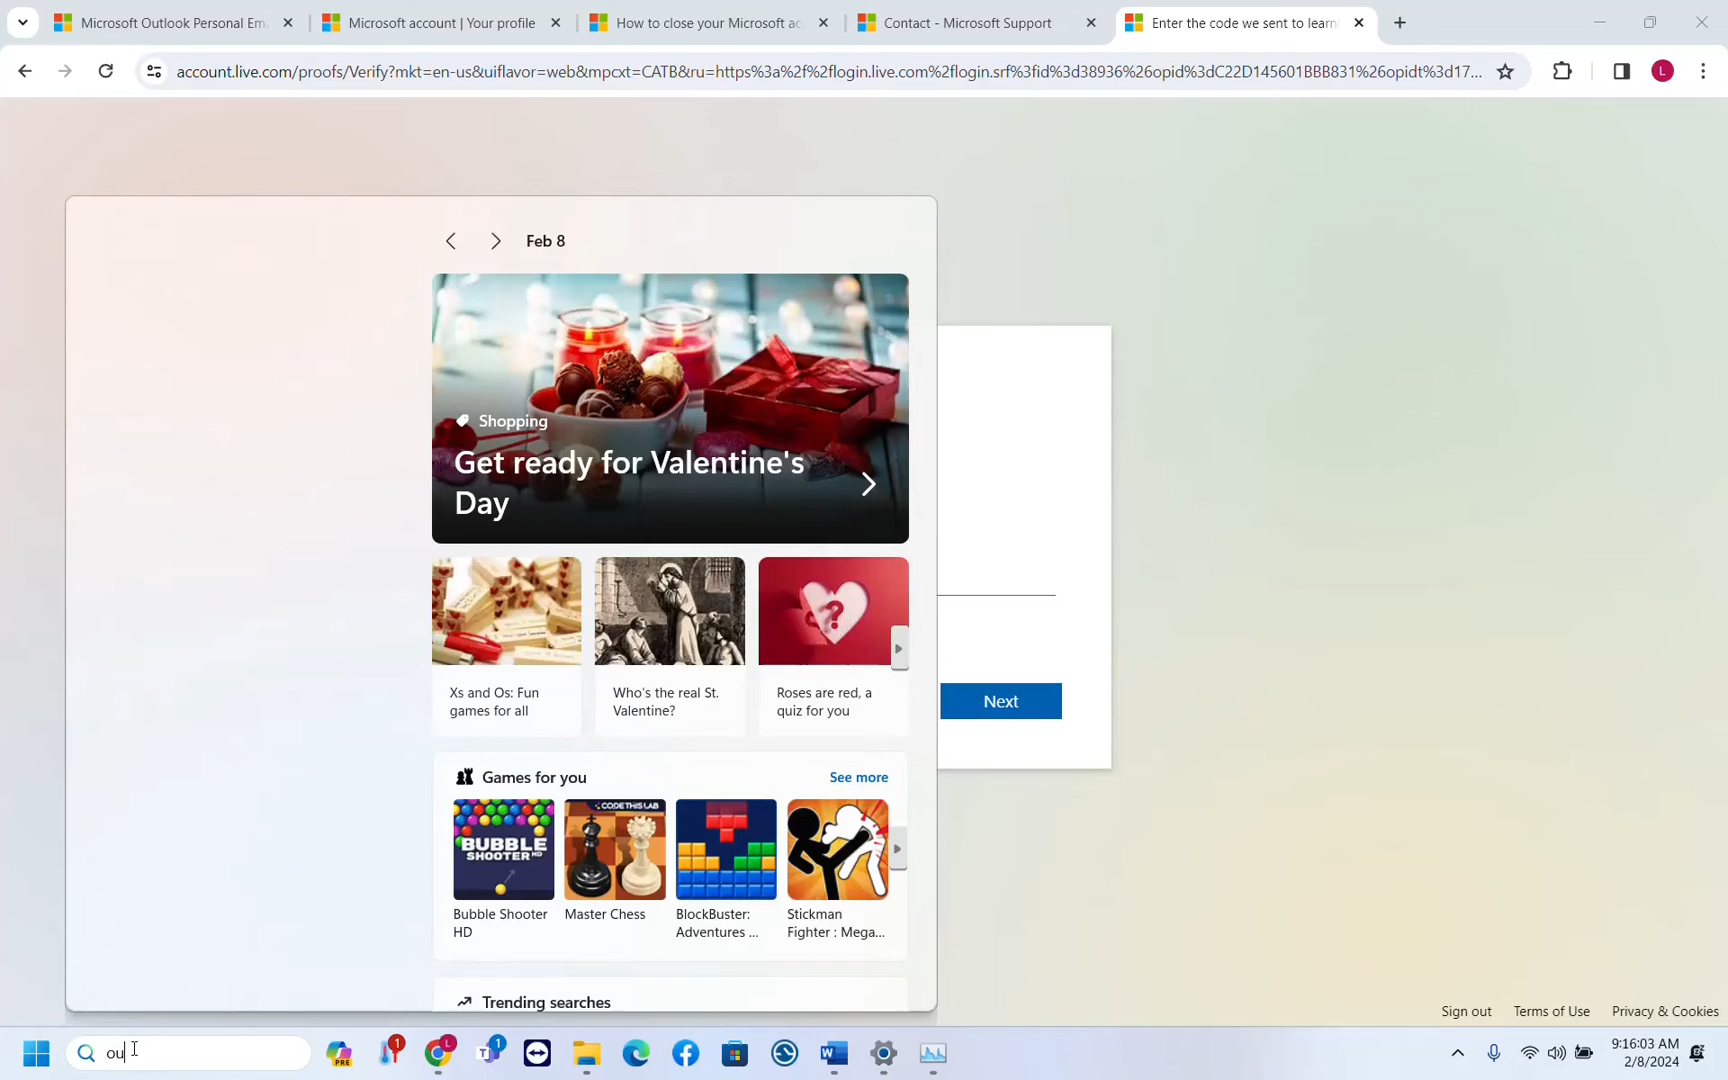 Microsoft Outlook Personal Em
Microsoft account | Your profile
How to close your Microsoft ac
Contact - Microsoft Support
Enter the code we sent to learn
account.live.com/proofs/Verify?mkt=en-us&uiflavor=web&mpcxt=CATB&ru=https%3a%2f%2flogin.live.com%2flogin.srf%3fid%3d38936%26opid%3dC22D145601BBB831%26opidt%3d17...
L
Feb 8
Shopping
Get ready for Valentine's
Day
Xs and Os: Fun
games for all
Who's the real St.
Valentine?
Roses are red, a
quiz for you
Next
Games for you
See more
CODETHISLAB
BUBBLE
SHOOTER HD
Bubble Shooter
HD
Master Chess
BlockBuster:
Adventures ...
Stickman
Fighter : Mega...
Trending searches
Sign out
Terms of Use
Privacy & Cookies
ou
PRE
1
L
1
9:16:03 AM
2/8/2024